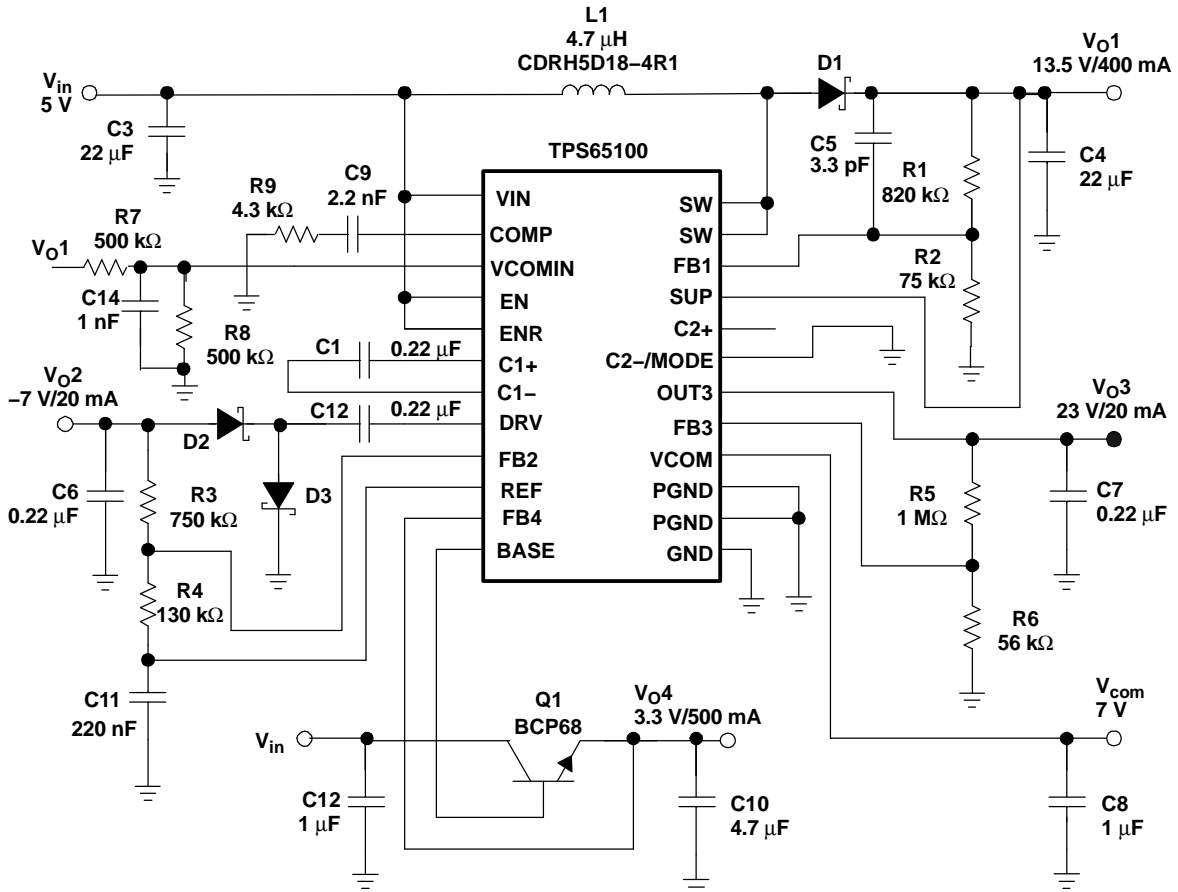 L1
4.7 μH
CDRH5D18–4R1
Vin
5 V
D1
VO1
13.5 V/400 mA
C3
22 μF
C5
3.3 pF
R1
820 kΩ
C4
22 μF
TPS65100
R9
4.3 kΩ
C9
2.2 nF
R7
500 kΩ
VO1
C14
1 nF
R8
500 kΩ
R2
75 kΩ
VIN
COMP
VCOMIN
EN
ENR
C1+
C1–
DRV
FB2
REF
FB4
BASE
SW
SW
FB1
SUP
C2+
C2–/MODE
OUT3
FB3
VCOM
PGND
PGND
GND
C1
0.22 μF
C12
0.22 μF
VO2
–7 V/20 mA
D2
D3
C6
0.22 μF
R3
750 kΩ
R4
130 kΩ
C11
220 nF
VO3
23 V/20 mA
R5
1 MΩ
C7
0.22 μF
R6
56 kΩ
Vin
Q1
BCP68
VO4
3.3 V/500 mA
C12
1 μF
C10
4.7 μF
Vcom
7 V
C8
1 μF